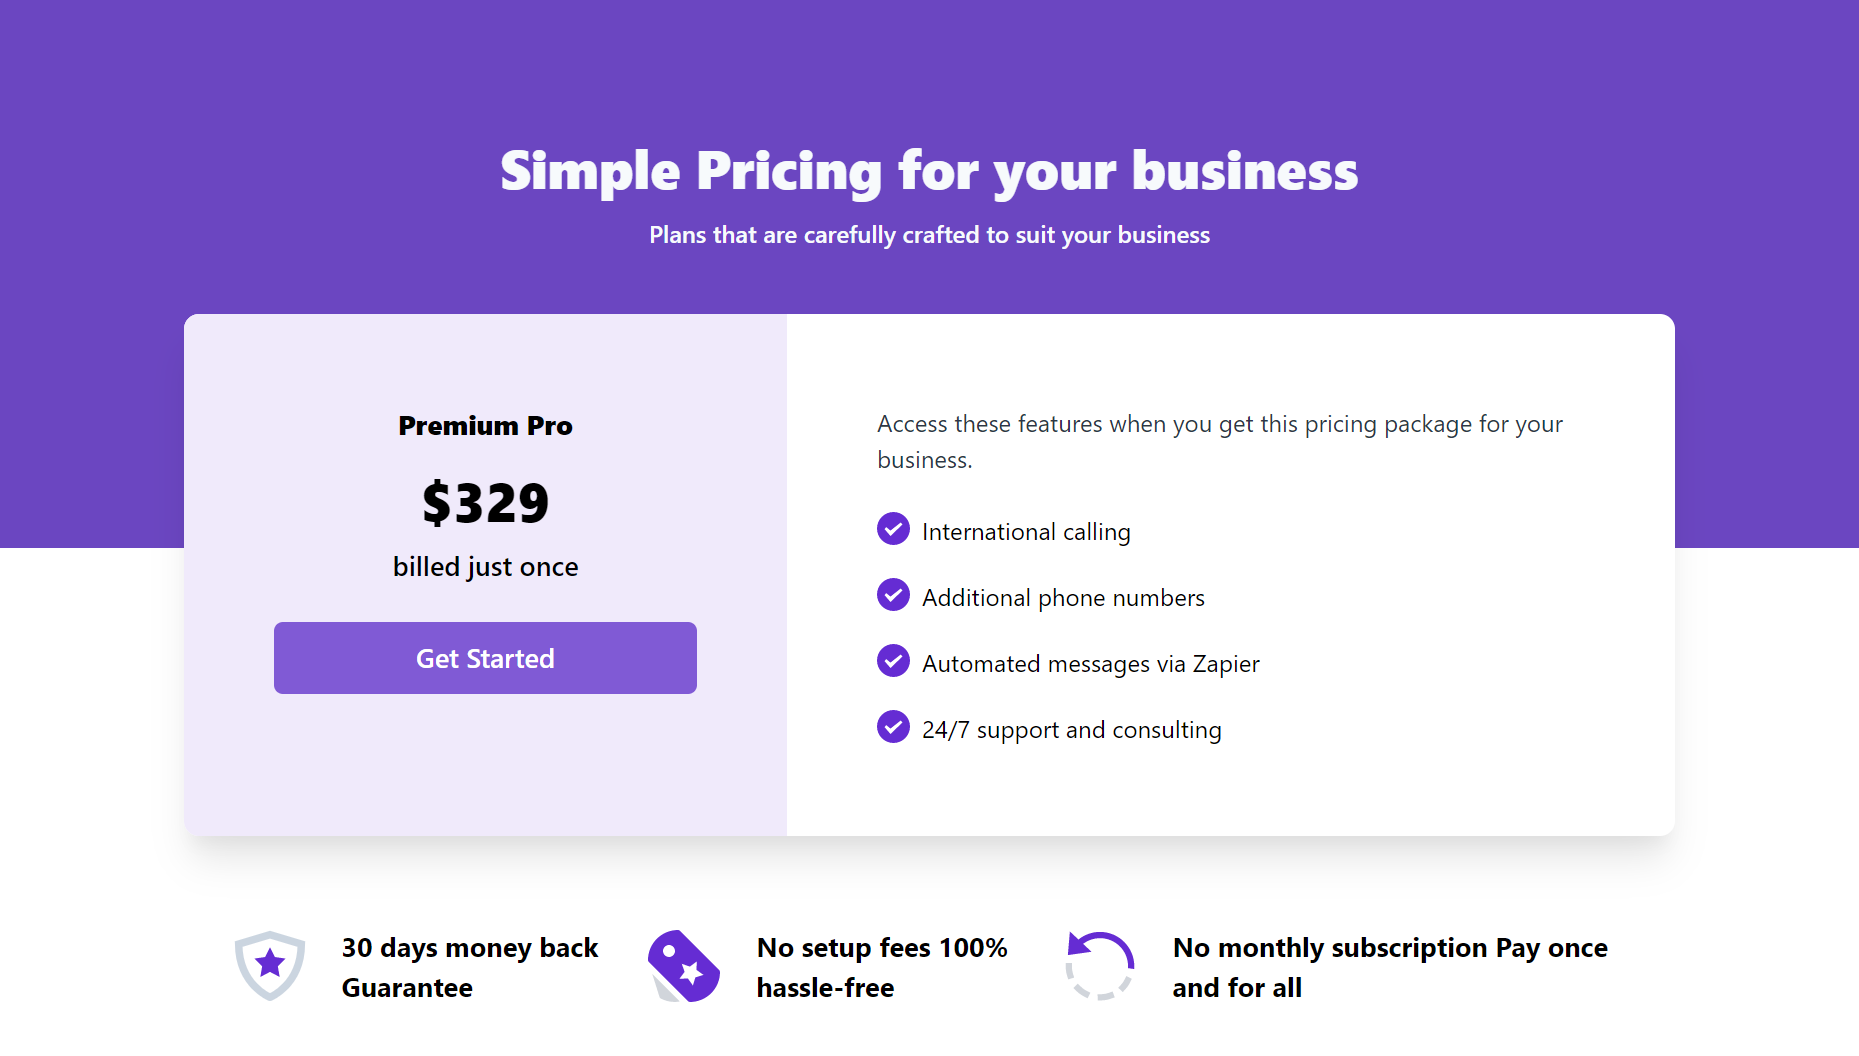 Simple Pricing for your business
Plans that are carefully crafted to suit your business
Premium Pro
$329
billed just once
Get Started
Access these features when you get this pricing package for your
business.
International calling
Additional phone numbers
Automated messages via Zapier
24/7 support and consulting
30 days money back
Guarantee
No setup fees 100%
hassle-free
No monthly subscription Pay once
and for all